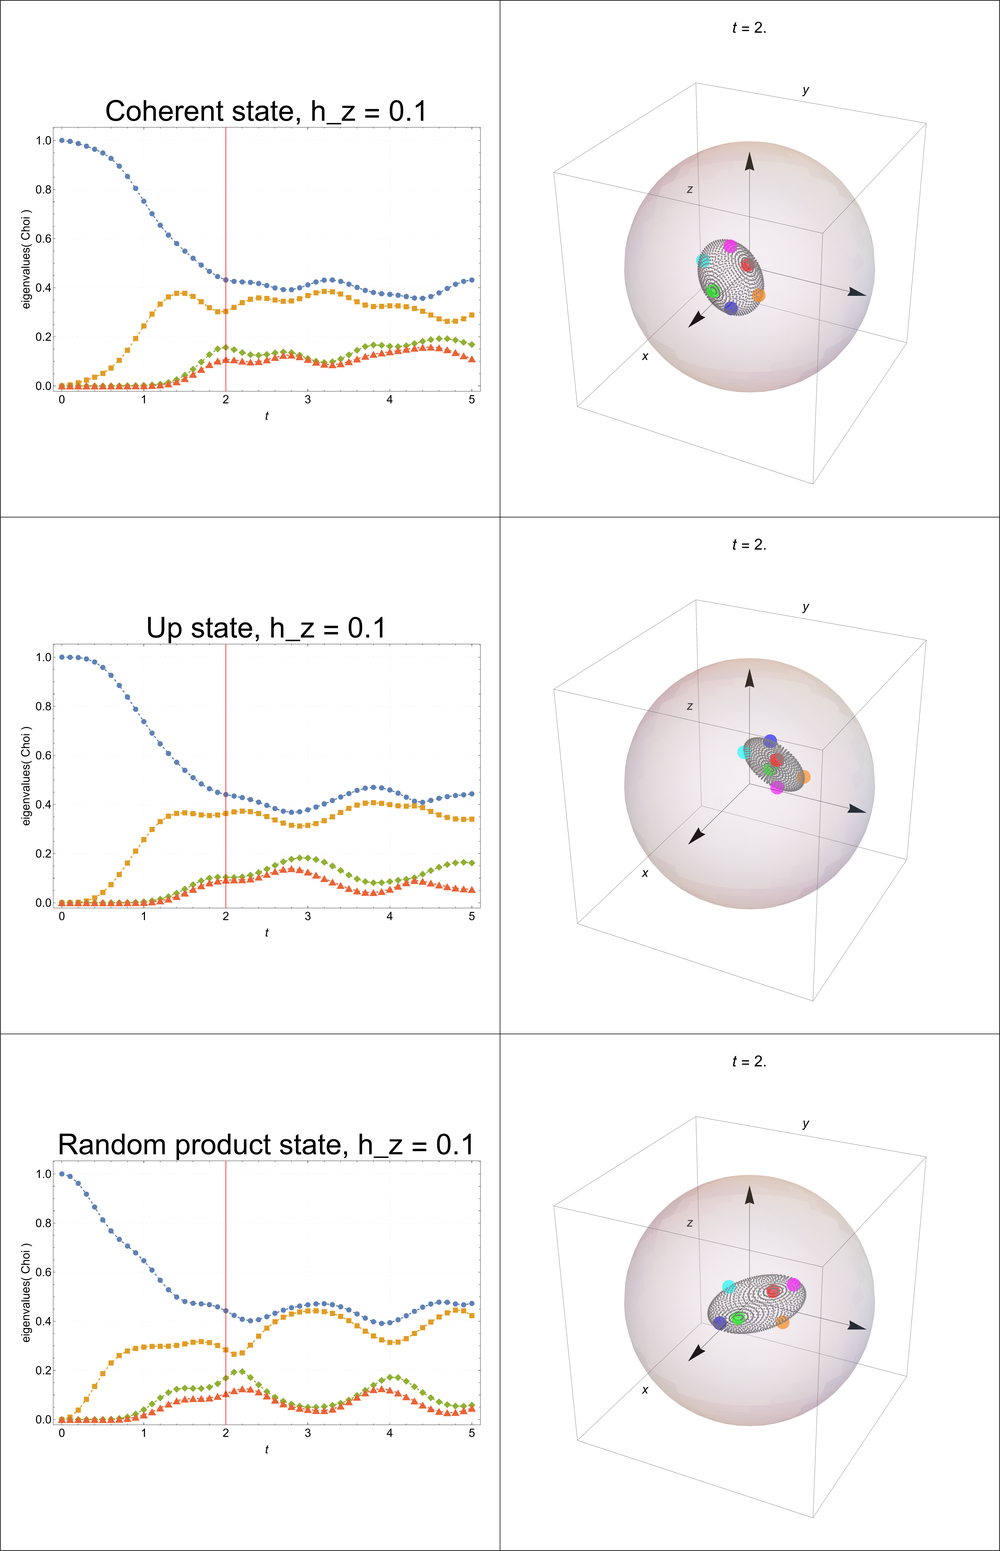 Coherent state, h_z = 0.1
eigenvalues( Choi )
1.0
0.8
0.6
0.4
0.2
0.0
0 1 2 3 4 5
t
t = 2.
y
z
x
Up state, h_z = 0.1
eigenvalues( Choi )
1.0
0.8
0.6
0.4
0.2
0.0
0 1 2 3 4 5
t
t = 2.
y
z
x
Random product state, h_z = 0.1
eigenvalues( Choi )
1.0
0.8
0.6
0.4
0.2
0.0
0 1 2 3 4 5
t
t = 2.
y
z
x